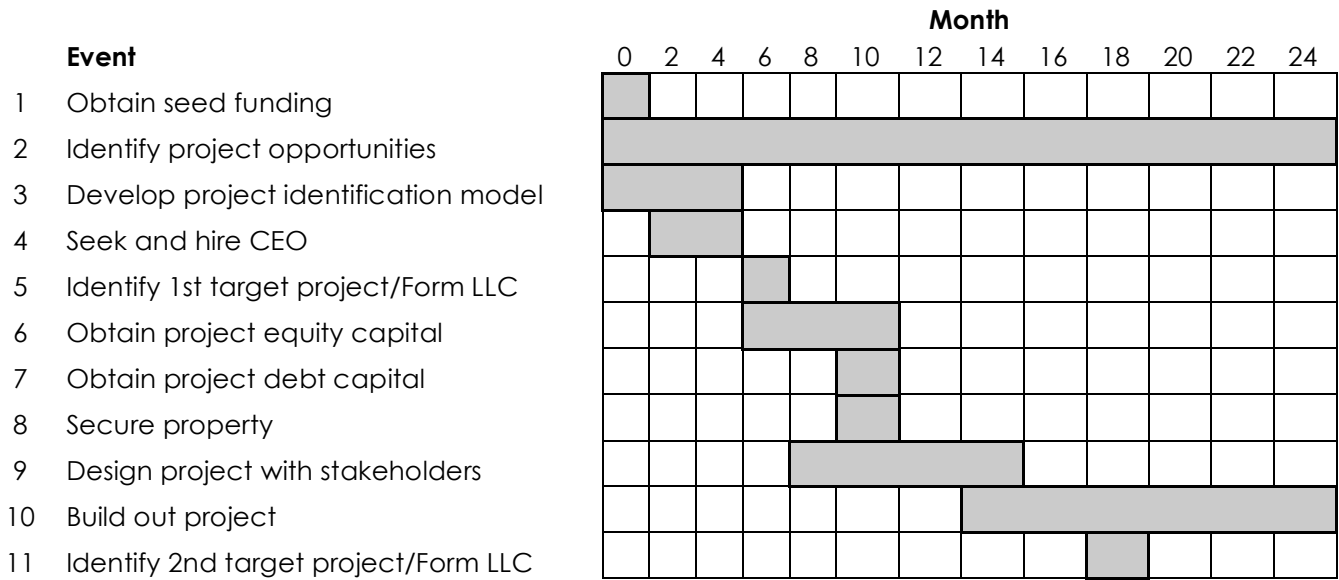 Month
Event 0 2 4 6 8 10 12 14 16 18 20 22 24
1 Obtain seed funding
2 Identify project opportunities
3 Develop project identification model
4 Seek and hire CEO
5 Identify 1st target project/Form LLC
6 Obtain project equity capital
7 Obtain project debt capital
8 Secure property
9 Design project with stakeholders
10 Build out project
11 Identify 2nd target project/Form LLC